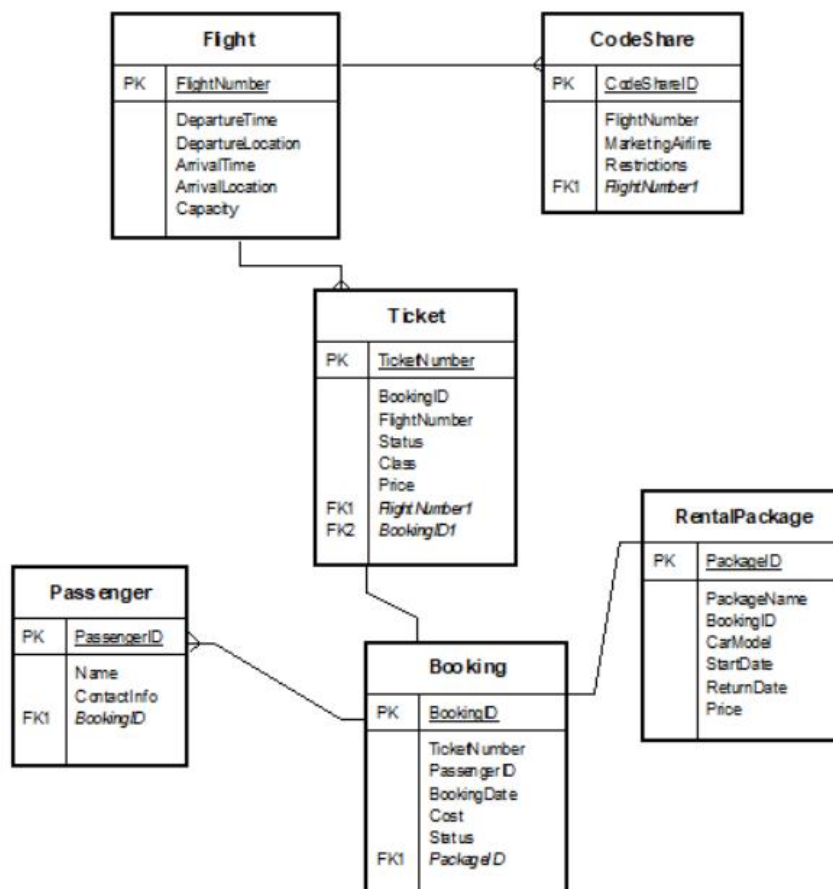 Flight
PK FlightNumber
DepartureTime
DepartureLocation
ArrivalTime
ArrivalLocation
Capacity
CodeShare
PK CodeShareID
FlightNumber
MarketingAirline
Restrictions
FK1 FlightNumber1
Ticket
PK TicketNumber
BookingID
FlightNumber
Status
Class
Price
FK1 FlightNumber1
FK2 BookingID1
RentalPackage
PK PackageID
PackageName
BookingID
CarModel
StartDate
ReturnDate
Price
Passenger
PK PassengerID
Name
ContactInfo
FK1 BookingID
Booking
PK BookingID
TicketNumber
PassengerID
BookingDate
Cost
Status
FK1 PackageID